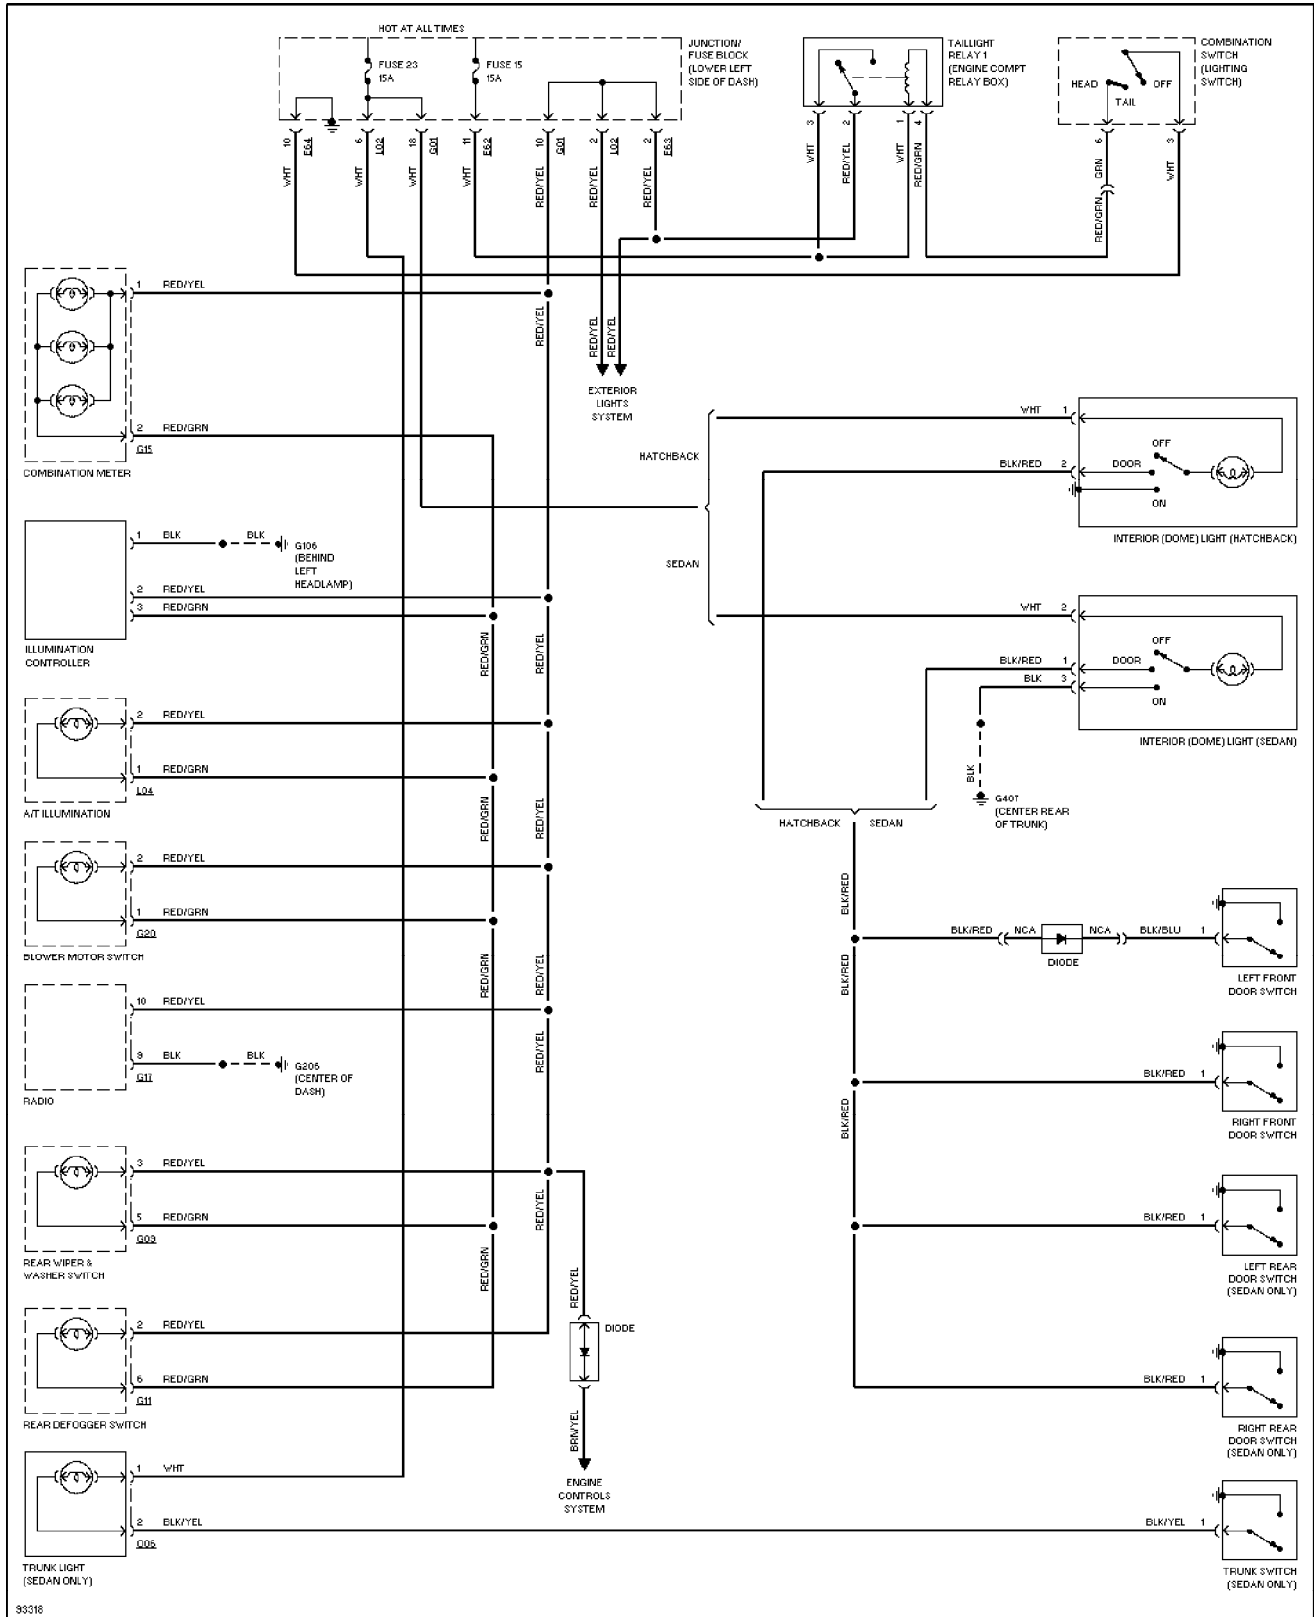 HOT AT ALL TIMES
FUSE 23
15A
FUSE 15
15A
JUNCTION/
FUSE BLOCK
(LOWER LEFT
SIDE OF DASH)
TAILLIGHT
RELAY 1
(ENGINE COMPT
RELAY BOX)
HEAD
TAIL
OFF
COMBINATION
SWITCH
(LIGHTING
SWITCH)
10 E64
6 L02
18 G01
11 E62
10 G01
2 L02
2 E63
3
2
1
4
6
3
WHT
WHT
WHT
WHT
RED/YEL
RED/YEL
RED/YEL
WHT
RED/YEL
WHT
RED/GRN
GRN
RED/GRN
WHT
1 RED/YEL
2 RED/GRN
G15
COMBINATION METER
RED/YEL
RED/YEL
RED/YEL
EXTERIOR
LIGHTS
SYSTEM
HATCHBACK
SEDAN
WHT 1
BLK/RED 2
OFF
DOOR
ON
INTERIOR (DOME) LIGHT (HATCHBACK)
1 BLK
BLK
G106
(BEHIND
LEFT
HEADLAMP)
2 RED/YEL
3 RED/GRN
ILLUMINATION
CONTROLLER
RED/GRN
RED/YEL
WHT 2
BLK/RED 1
BLK 3
OFF
DOOR
ON
INTERIOR (DOME) LIGHT (SEDAN)
BLK
G407
(CENTER REAR
OF TRUNK)
2 RED/YEL
1 RED/GRN
L04
A/T ILLUMINATION
RED/GRN
RED/YEL
HATCHBACK
SEDAN
2 RED/YEL
1 RED/GRN
G20
BLOWER MOTOR SWITCH
RED/GRN
RED/YEL
BLK/RED
BLK/RED
BLK/RED
NCA
NCA
BLK/BLU
1
DIODE
LEFT FRONT
DOOR SWITCH
10 RED/YEL
9 BLK
BLK
G17
G206
(CENTER OF
DASH)
RADIO
RED/YEL
BLK/RED 1
BLK/RED
RIGHT FRONT
DOOR SWITCH
3 RED/YEL
5 RED/GRN
G09
REAR WIPER &
WASHER SWITCH
RED/YEL
RED/GRN
RED/YEL
BLK/RED 1
LEFT REAR
DOOR SWITCH
(SEDAN ONLY)
2 RED/YEL
6 RED/GRN
G11
REAR DEFOGGER SWITCH
DIODE
BRN/YEL
ENGINE
CONTROLS
SYSTEM
BLK/RED 1
RIGHT REAR
DOOR SWITCH
(SEDAN ONLY)
1 WHT
2 BLK/YEL
TRUNK LIGHT
(SEDAN ONLY)
BLK/YEL 1
TRUNK SWITCH
(SEDAN ONLY)
93318